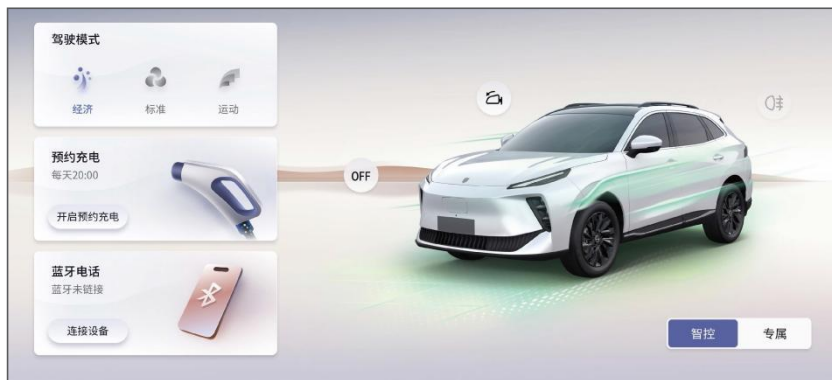 驾驶模式
经济
标准
运动
预约充电
每天20:00
开启预约充电
蓝牙电话
蓝牙未链接
连接设备
OFF
智控
专属